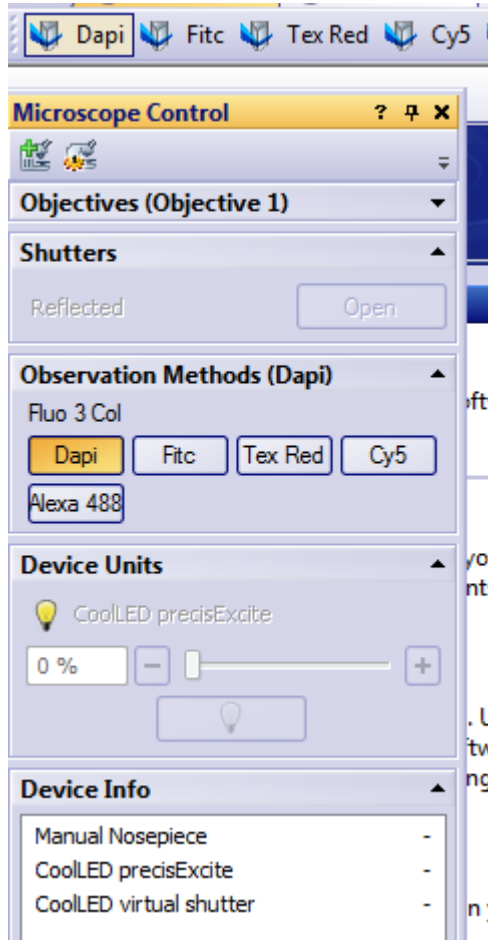 Dapi Fitc Tex Red Cy5
Microscope Control ?
Objectives (Objective 1)
Shutters
Reflected Open
Observation Methods (Dapi)
Fluo 3 Col
Dapi Fitc Tex Red Cy5
Alexa 488
Device Units
CoolLED precisExcite
0 % − +
Device Info
Manual Nosepiece -
CoolLED precisExcite -
CoolLED virtual shutter -